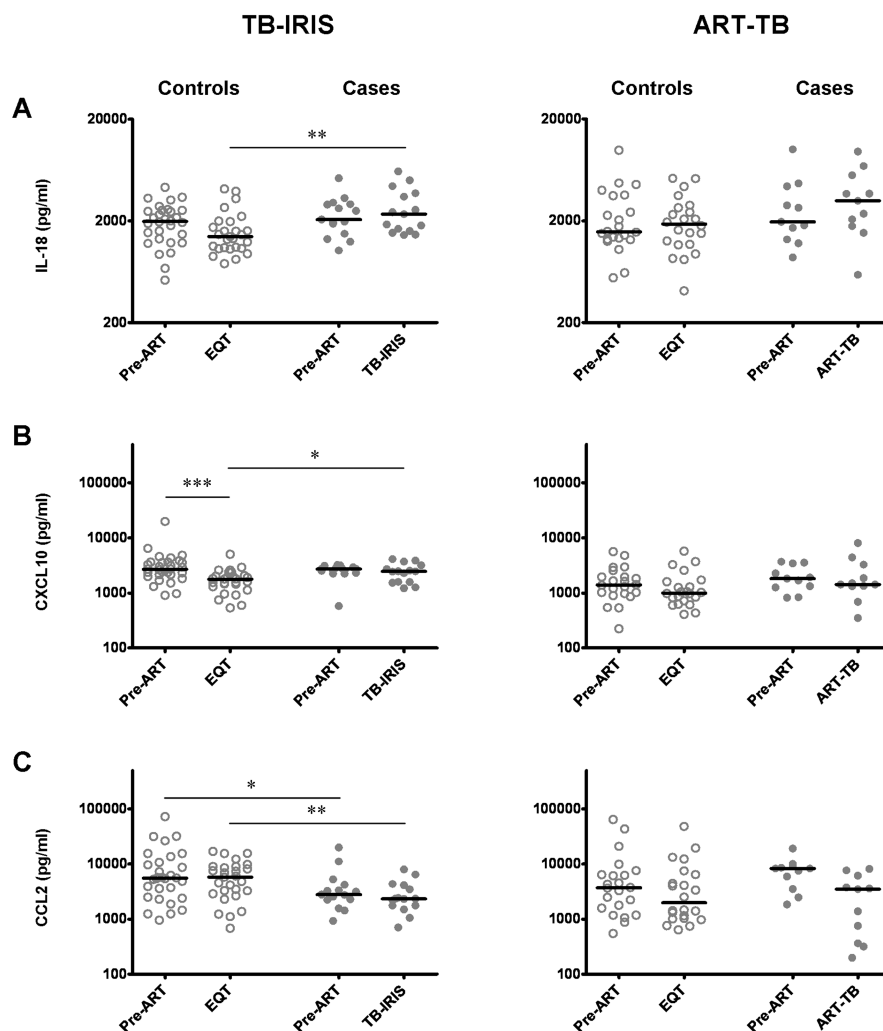 TB-IRIS ART-TB
Controls Cases Controls Cases
A
20000 20000
**
IL-18 (pg/ml)
2000 2000
200 200
Pre-ART EQT Pre-ART TB-IRIS Pre-ART EQT Pre-ART ART-TB
B
100000 100000
*
***
CXCL10 (pg/ml)
10000 10000
1000 1000
100 100
Pre-ART EQT Pre-ART TB-IRIS Pre-ART EQT Pre-ART ART-TB
C
100000 100000
*
**
CCL2 (pg/ml)
10000 10000
1000 1000
100 100
Pre-ART EQT Pre-ART TB-IRIS Pre-ART EQT Pre-ART ART-TB